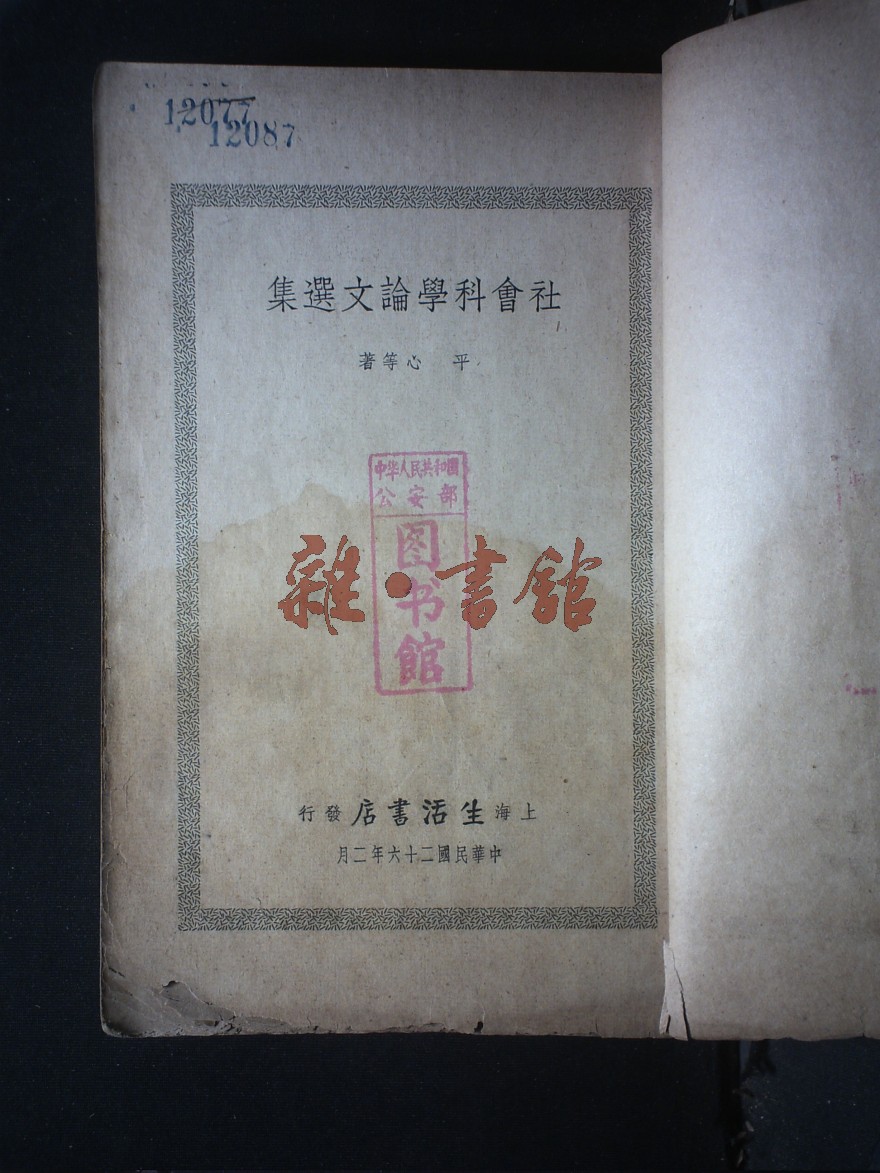 12077
12087
社會科學論文選集
平心等著
中华人民共和国
公安部
图书馆
雜·書館
上海生活書店發行
中華民國二十六年二月